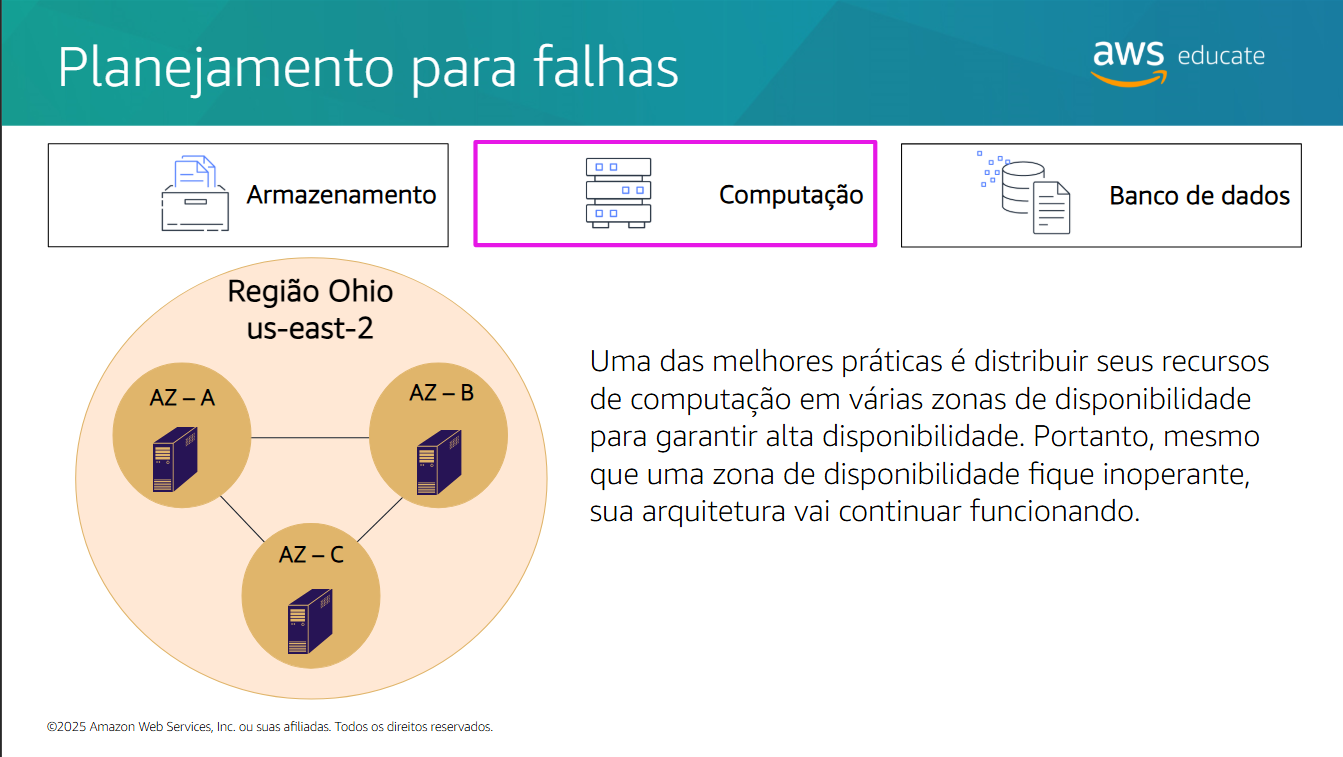 Planejamento para falhas
aws educate
Armazenamento
Computação
Banco de dados
Região Ohio
us-east-2
AZ – A
AZ – B
AZ – C
Uma das melhores práticas é distribuir seus recursos
de computação em várias zonas de disponibilidade
para garantir alta disponibilidade. Portanto, mesmo
que uma zona de disponibilidade fique inoperante,
sua arquitetura vai continuar funcionando.
©2025 Amazon Web Services, Inc. ou suas afiliadas. Todos os direitos reservados.